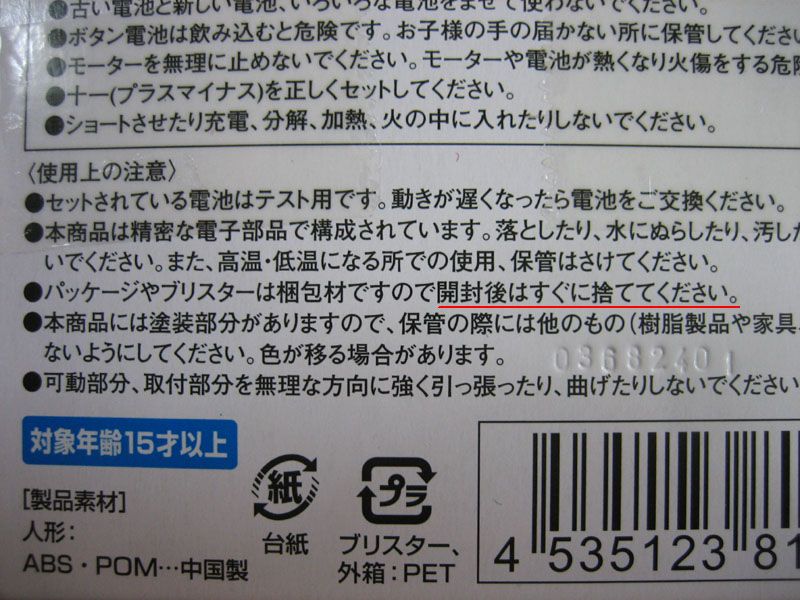 ●古い電池と新しい電池、いろいろな電池をまぜて使わないでください。
●ボタン電池は飲み込むと危険です。お子様の手の届かない所に保管してくださ
●モーターを無理に止めないでください。モーターや電池が熱くなり火傷をする危険
●＋−(プラスマイナス)を正しくセットしてください。
●ショートさせたり充電、分解、加熱、火の中に入れたりしないでください。
〈使用上の注意〉
●セットされている電池はテスト用です。動きが遅くなったら電池をご交換ください。
●本商品は精密な電子部品で構成されています。落としたり、水にぬらしたり、汚した
いでください。また、高温・低温になる所での使用、保管はさけてください。
●パッケージやブリスターは梱包材ですので開封後はすぐに捨ててください。
●本商品には塗装部分がありますので、保管の際には他のもの(樹脂製品や家具
ないようにしてください。色が移る場合があります。
03682401
●可動部分、取付部分を無理な方向に強く引っ張ったり、曲げたりしないでください
対象年齢15才以上
[製品素材]
人形:
ABS・POM…中国製
紙
台紙
プラ
ブリスター、
外箱:PET
4 535123 81